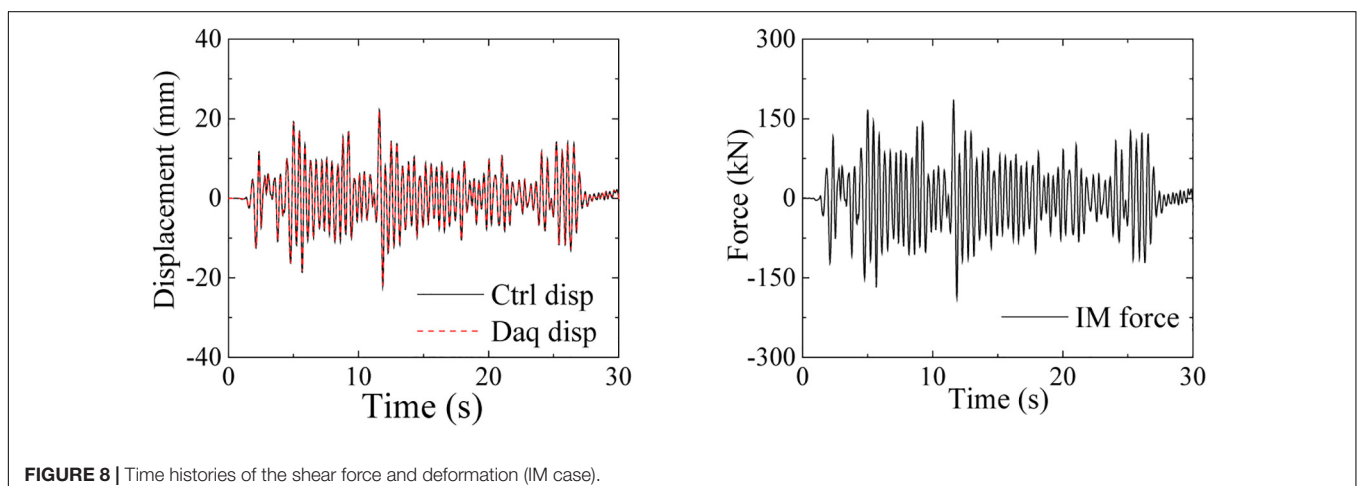 40
20
0
-20
-40
Displacement (mm)
Ctrl disp
Daq disp
0 10 20 30
Time (s)
300
150
0
-150
-300
Force (kN)
IM force
0 10 20 30
Time (s)
FIGURE 8 | Time histories of the shear force and deformation (IM case).